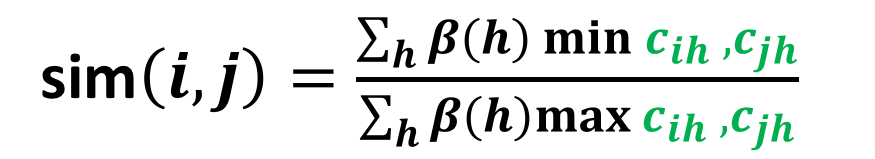 sim(i,j) = ∑_h β(h) min c_ih ,c_jh
∑_h β(h)max c_ih ,c_jh